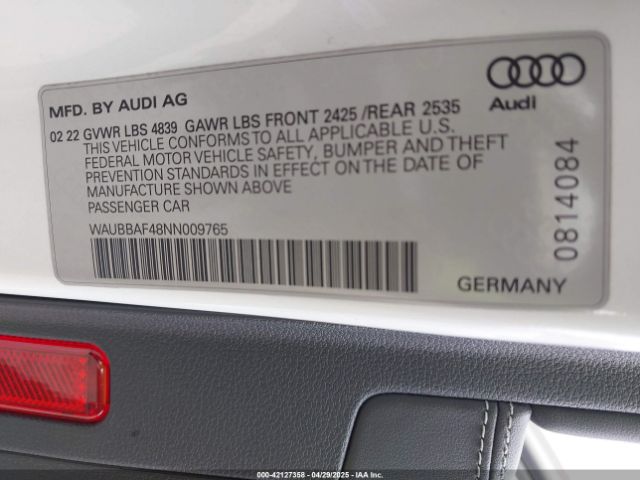 MFD. BY AUDI AG
Audi
02 22 GVWR LBS 4839 GAWR LBS FRONT 2425 /REAR 2535
THIS VEHICLE CONFORMS TO ALL APPLICABLE U.S.
FEDERAL MOTOR VEHICLE SAFETY, BUMPER AND THEFT
PREVENTION STANDARDS IN EFFECT ON THE DATE OF
MANUFACTURE SHOWN ABOVE
PASSENGER CAR
WAUBBAF48NN009765
0814084
GERMANY
000-42127358 - 04/29/2025 - IAAI Inc.